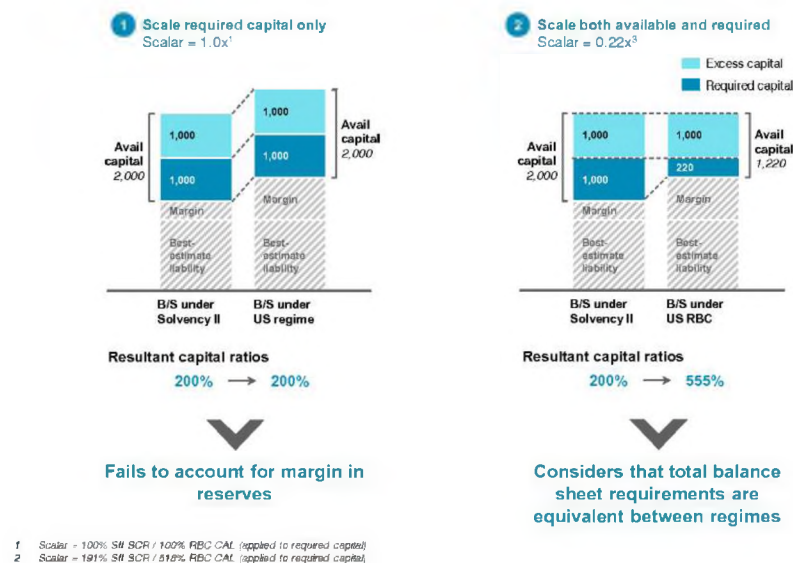 1 Scale required capital only
Scalar = 1.0x¹
1,000
1,000
Avail
capital
2,000
1,000
1,000
Avail
capital
2,000
Margin
Margin
Best-
estimate
liability
Best-
estimate
liability
B/S under
Solvency II
B/S under
US regime
Resultant capital ratios
200% → 200%
Fails to account for margin in
reserves
2 Scale both available and required
Scalar = 0.22x³
Excess capital
Required capital
1,000
1,000
Avail
capital
2,000
1,000
220
Avail
capital
1,220
Margin
Margin
Best-
estimate
liability
Best-
estimate
liability
B/S under
Solvency II
B/S under
US RBC
Resultant capital ratios
200% → 555%
Considers that total balance
sheet requirements are
equivalent between regimes
1 Scalar = 100% SII SCR / 100% RBC CAL (applied to required capital)
2 Scalar = 191% SII SCR / RBC CAL (applied to required capital)